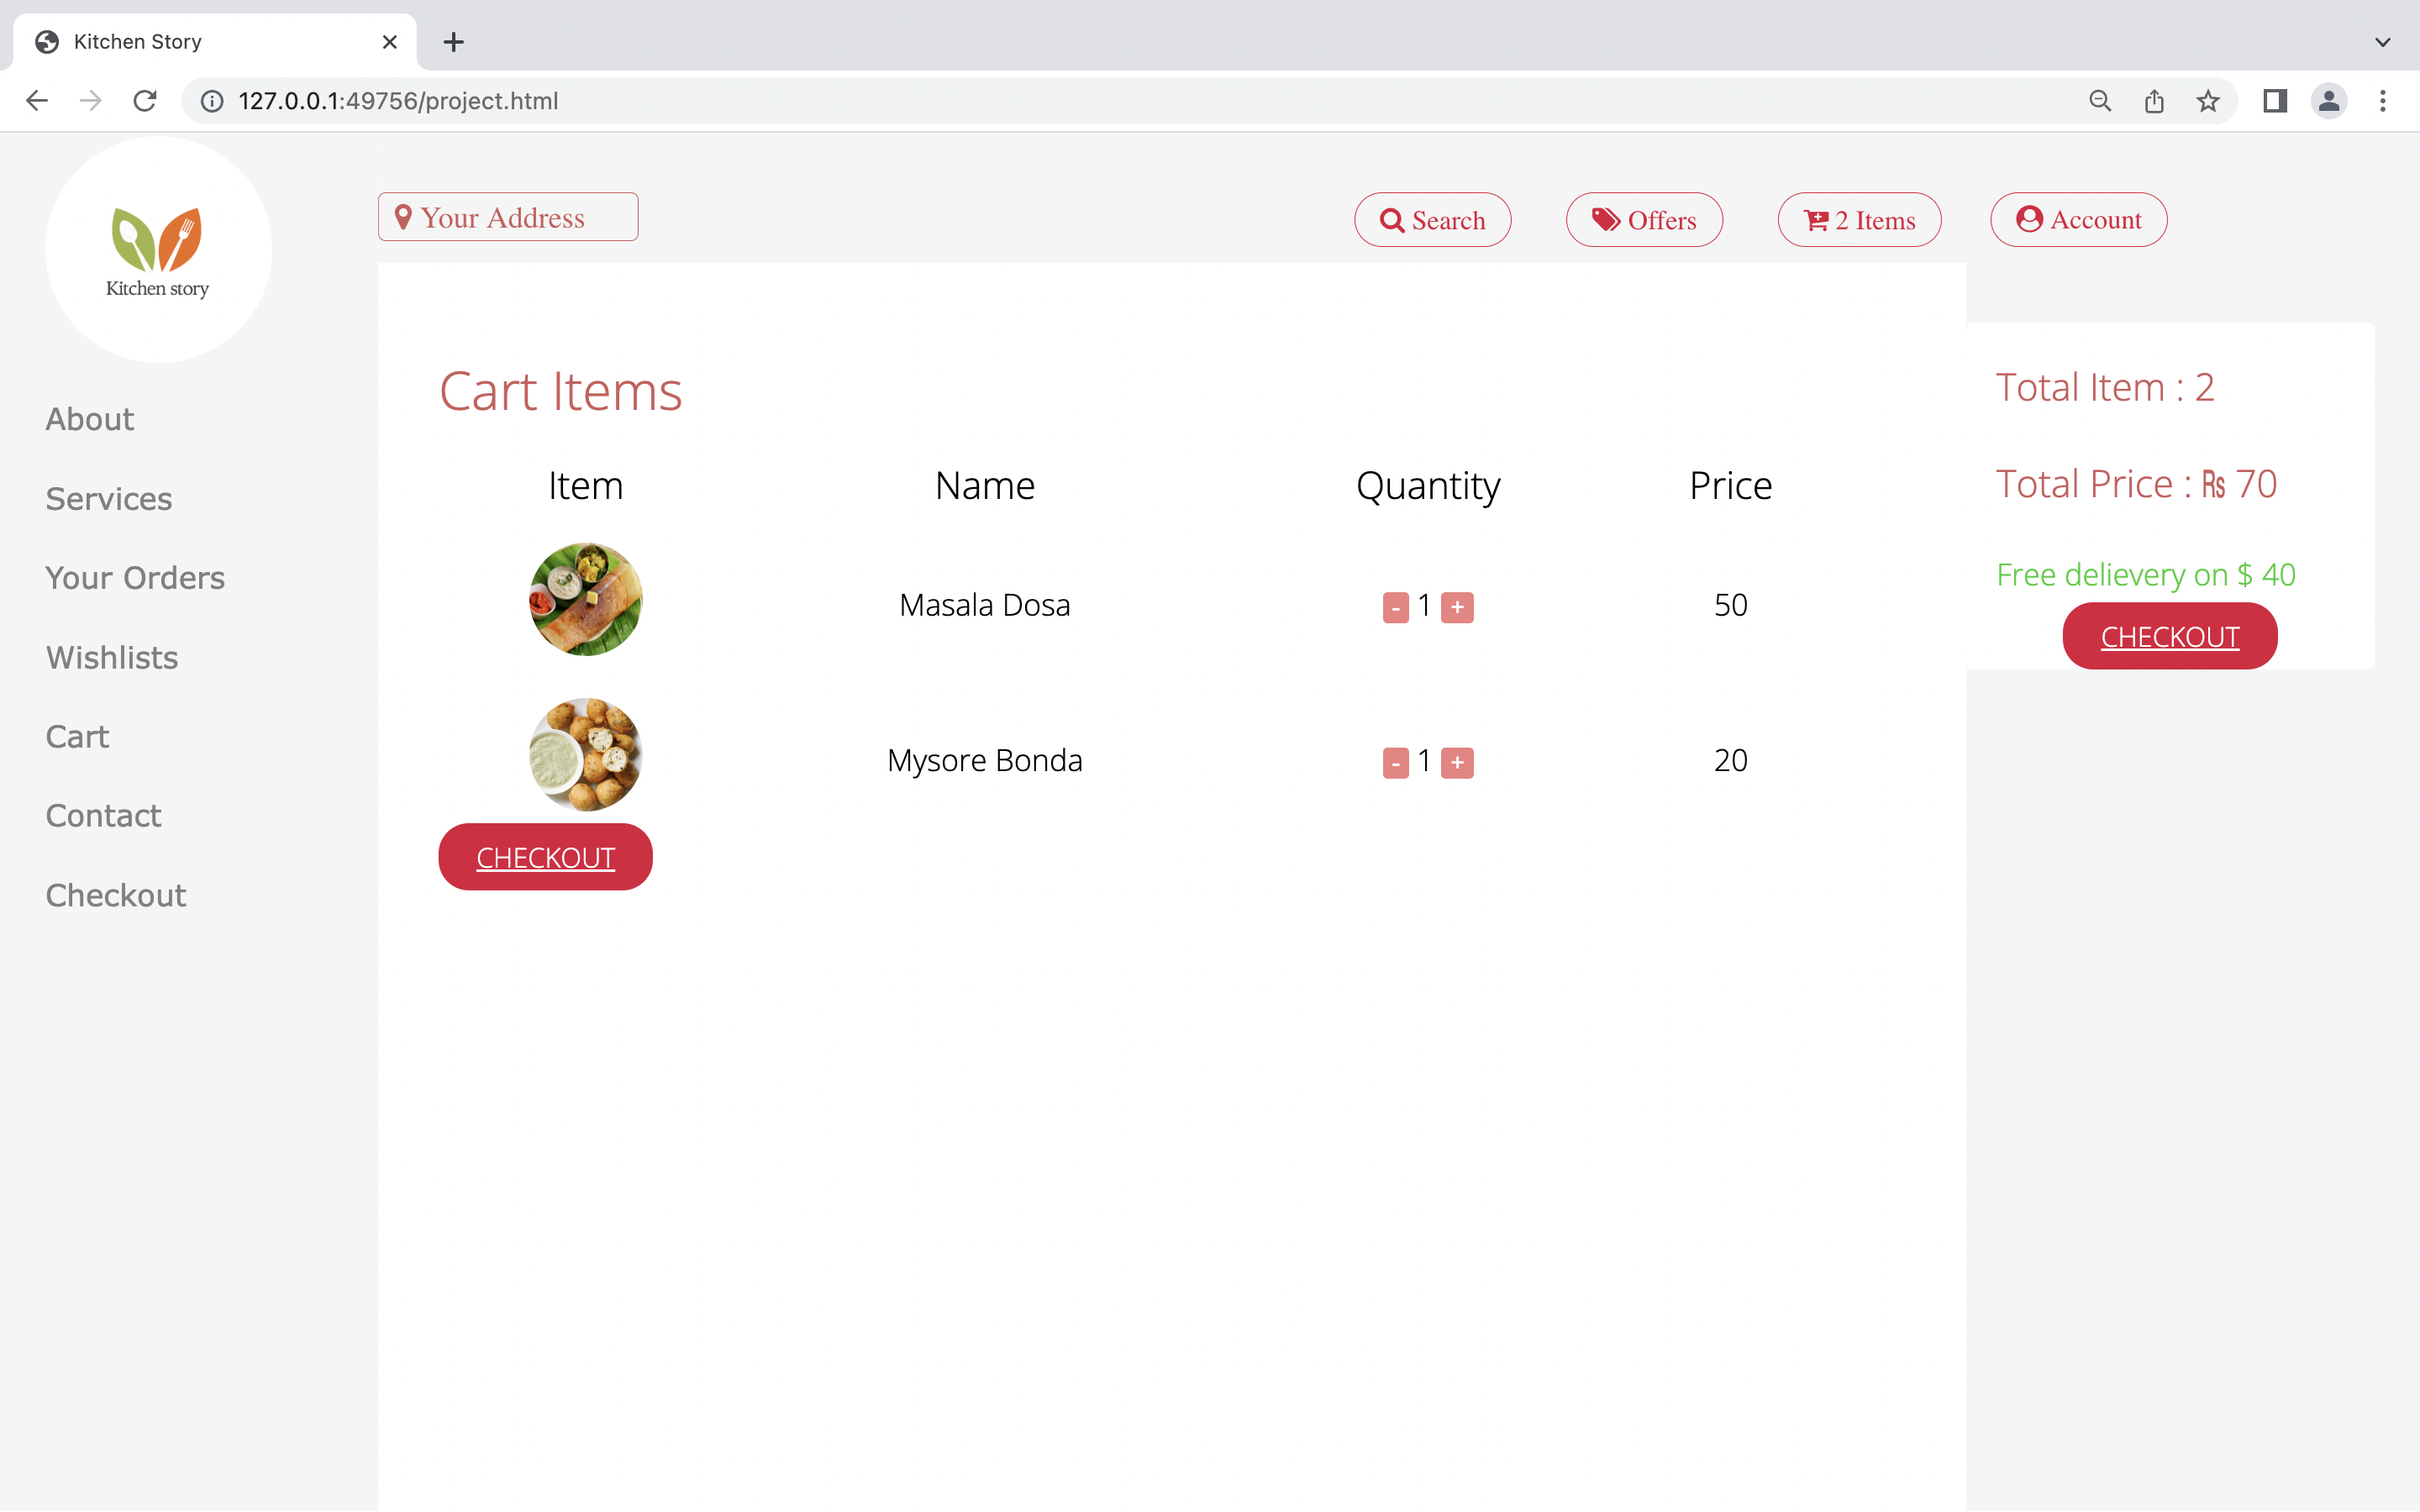 Kitchen Story
127.0.0.1:49756/project.html
Kitchen story
Your Address
Search
Offers
2 Items
Account
About
Services
Your Orders
Wishlists
Cart
Contact
Checkout
Cart Items
Item Name Quantity Price
Masala Dosa - 1 + 50
Mysore Bonda - 1 + 20
CHECKOUT
Total Item : 2
Total Price : ₨ 70
Free delievery on $ 40
CHECKOUT